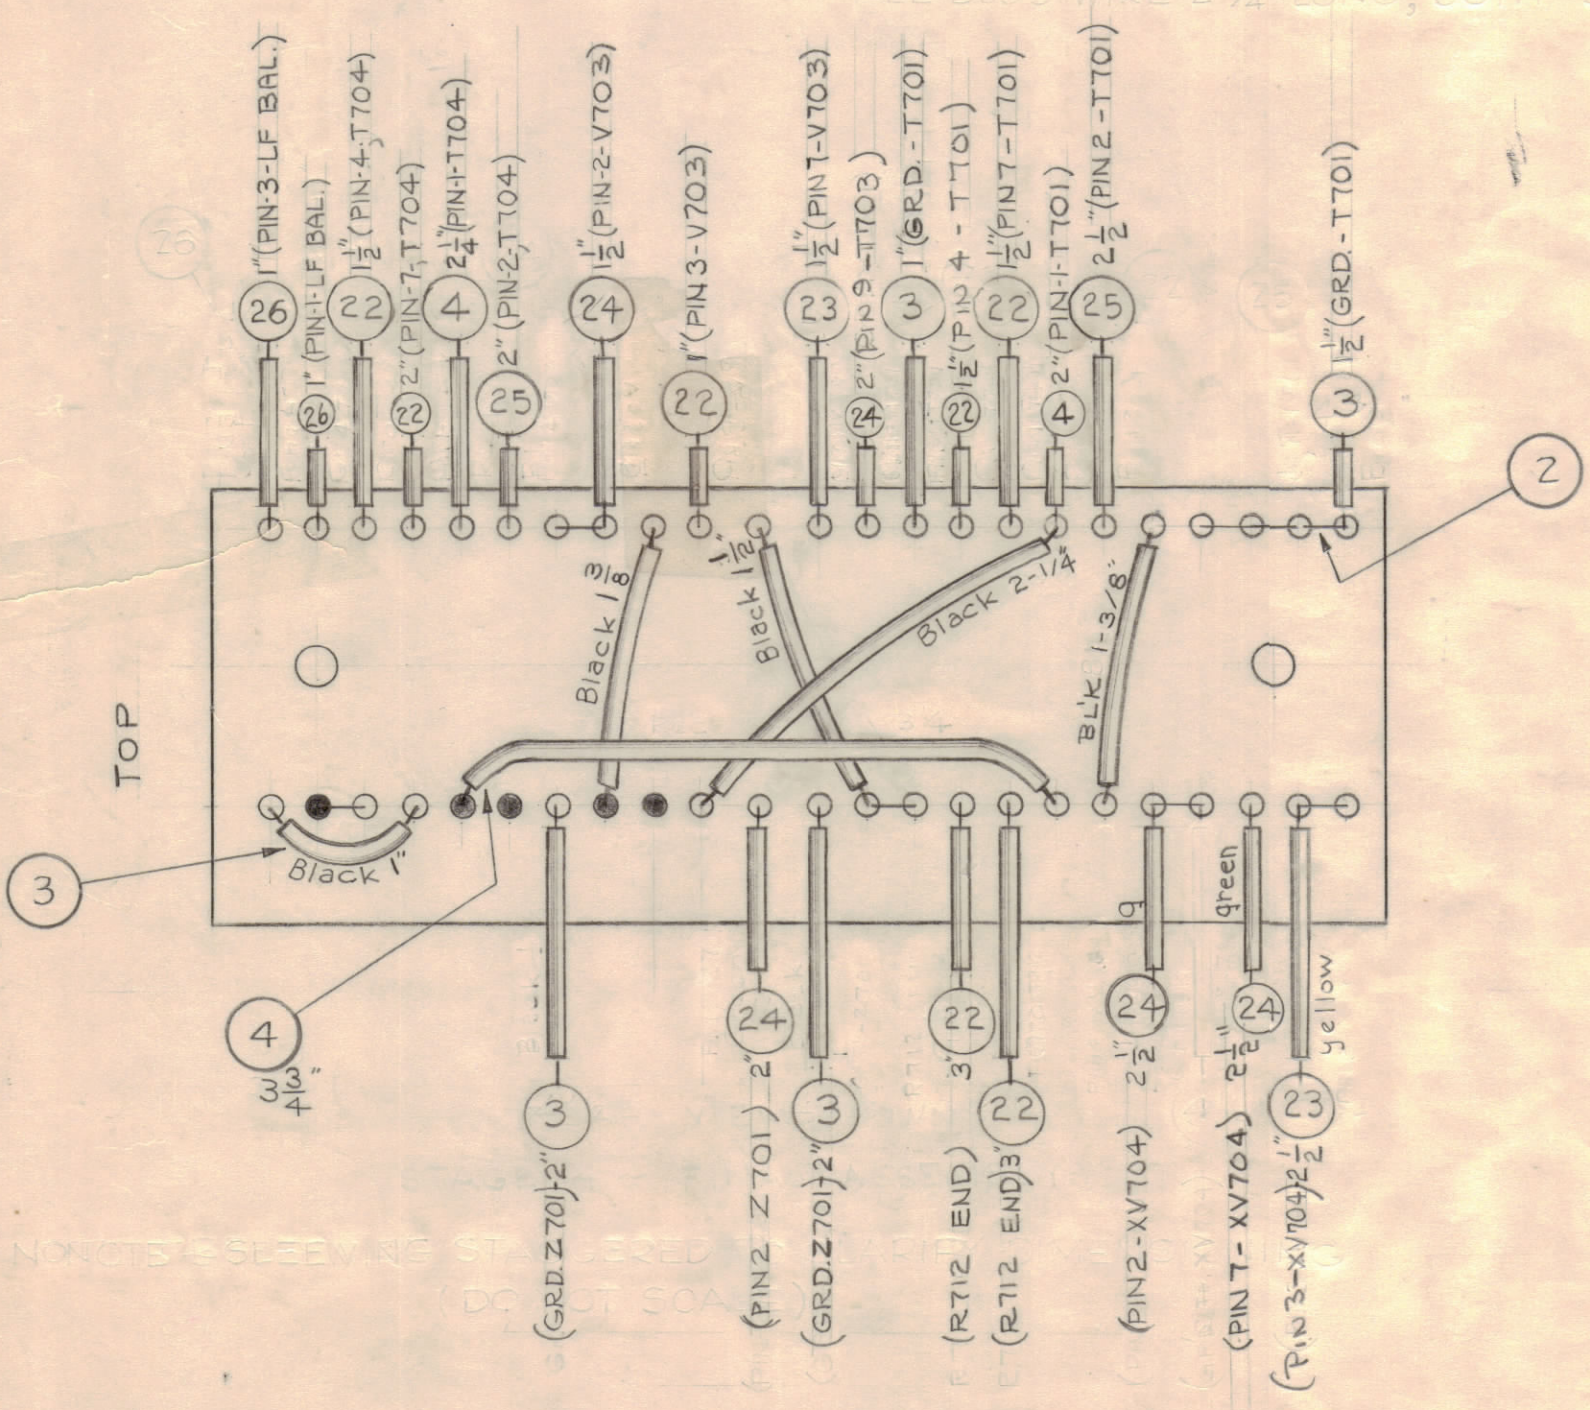 26 1" (PIN-3-LF BAL.)
26 1" (PIN-1-LF BAL.)
22 1½" (PIN-4-T704)
22 2" (PIN-7-T704)
4 2¼" (PIN-1-T704)
25 2" (PIN-2-T704)
24 1½" (PIN-2-V703)
22 1" (PIN 3-V703)
23 1½" (PIN 7-V703)
24 2" (PIN 9-T703)
3 1" (GRD.-T701)
22 1½" (PIN 4-T701)
22 1½" (PIN 7-T701)
4 2" (PIN-1-T701)
25 2½" (PIN 2-T701)
3 1½" (GRD.-T701)
2
TOP
Black 1 3/8
Black 1 1/2"
Black 2-1/4"
BL'K 1-3/8"
3
Black 1"
4
3 3/4"
g
green
yellow
(GRD. Z701)-2" 3
(PIN2 Z701) 2" 24
(GRD. Z701)-2" 3
(R712 END) 3" 22
(R712 END) 3" 22
(PIN2-XV704) 2½" 24
(PIN 7-XV704) 2½" 24
(PIN 3-XV704)-2½" 23